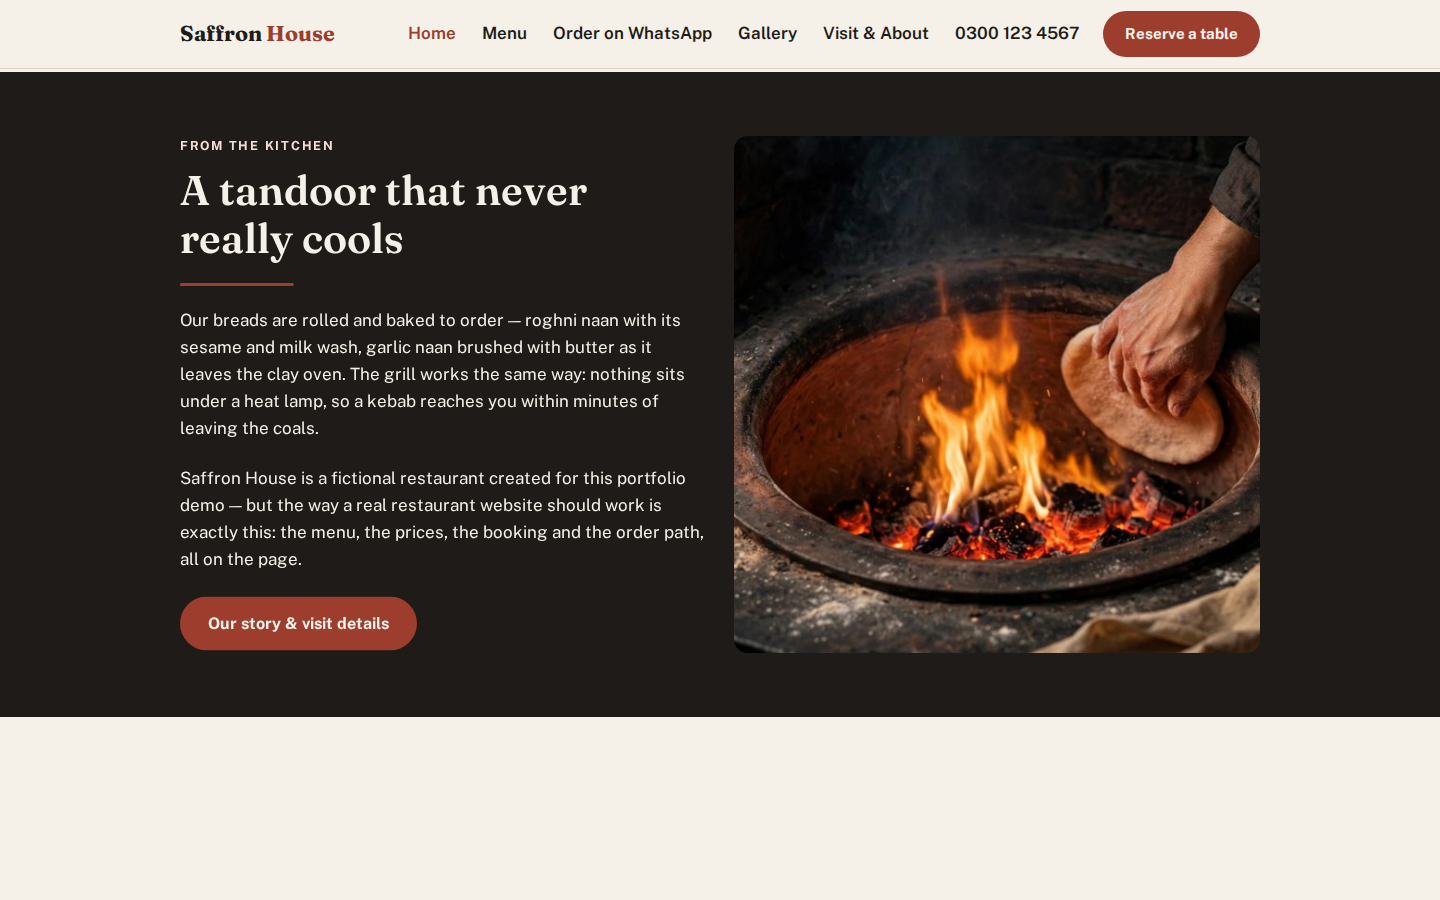 Saffron House
Home
Menu
Order on WhatsApp
Gallery
Visit & About
0300 123 4567
Reserve a table
FROM THE KITCHEN
A tandoor that never
really cools
Our breads are rolled and baked to order — roghni naan with its
sesame and milk wash, garlic naan brushed with butter as it
leaves the clay oven. The grill works the same way: nothing sits
under a heat lamp, so a kebab reaches you within minutes of
leaving the coals.
Saffron House is a fictional restaurant created for this portfolio
demo — but the way a real restaurant website should work is
exactly this: the menu, the prices, the booking and the order path,
all on the page.
Our story & visit details